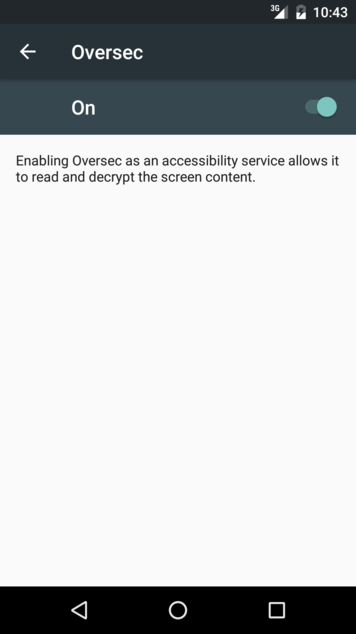 3G
10:43
Oversec
On
Enabling Oversec as an accessibility service allows it
to read and decrypt the screen content.